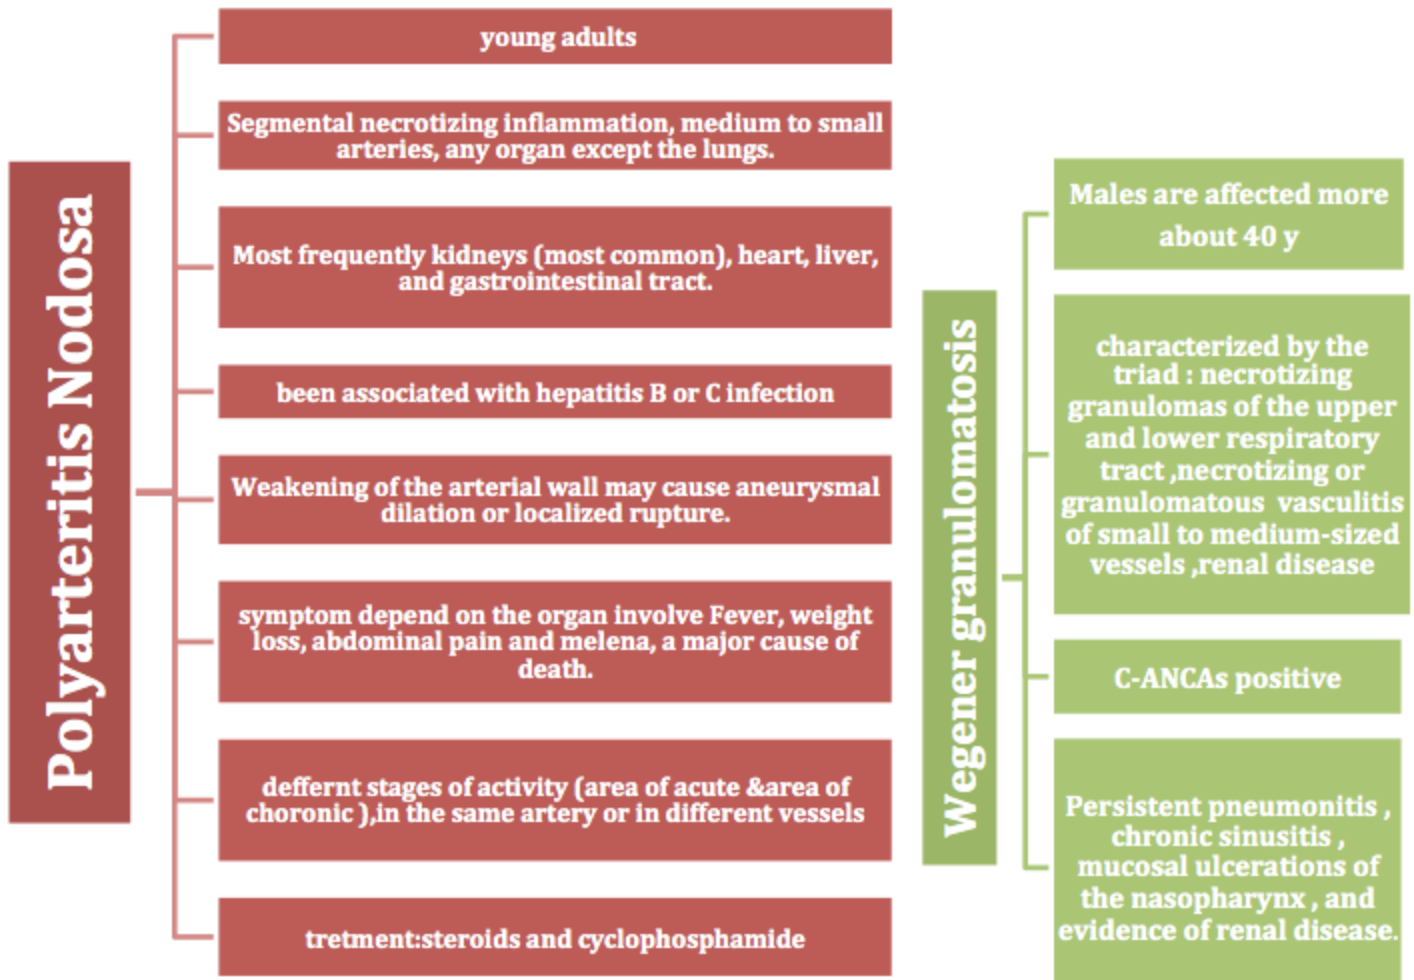 Polyarteritis Nodosa
young adults
Segmental necrotizing inflammation, medium to small
arteries, any organ except the lungs.
Most frequently kidneys (most common), heart, liver,
and gastrointestinal tract.
been associated with hepatitis B or C infection
Weakening of the arterial wall may cause aneurysmal
dilation or localized rupture.
symptom depend on the organ involve Fever, weight
loss, abdominal pain and melena, a major cause of
death.
deffernt stages of activity (area of acute &area of
choronic ),in the same artery or in different vessels
tretment:steroids and cyclophosphamide
Wegener granulomatosis
Males are affected more
about 40 y
characterized by the
triad : necrotizing
granulomas of the upper
and lower respiratory
tract ,necrotizing or
granulomatous vasculitis
of small to medium-sized
vessels ,renal disease
C-ANCAs positive
Persistent pneumonitis ,
chronic sinusitis ,
mucosal ulcerations of
the nasopharynx , and
evidence of renal disease.